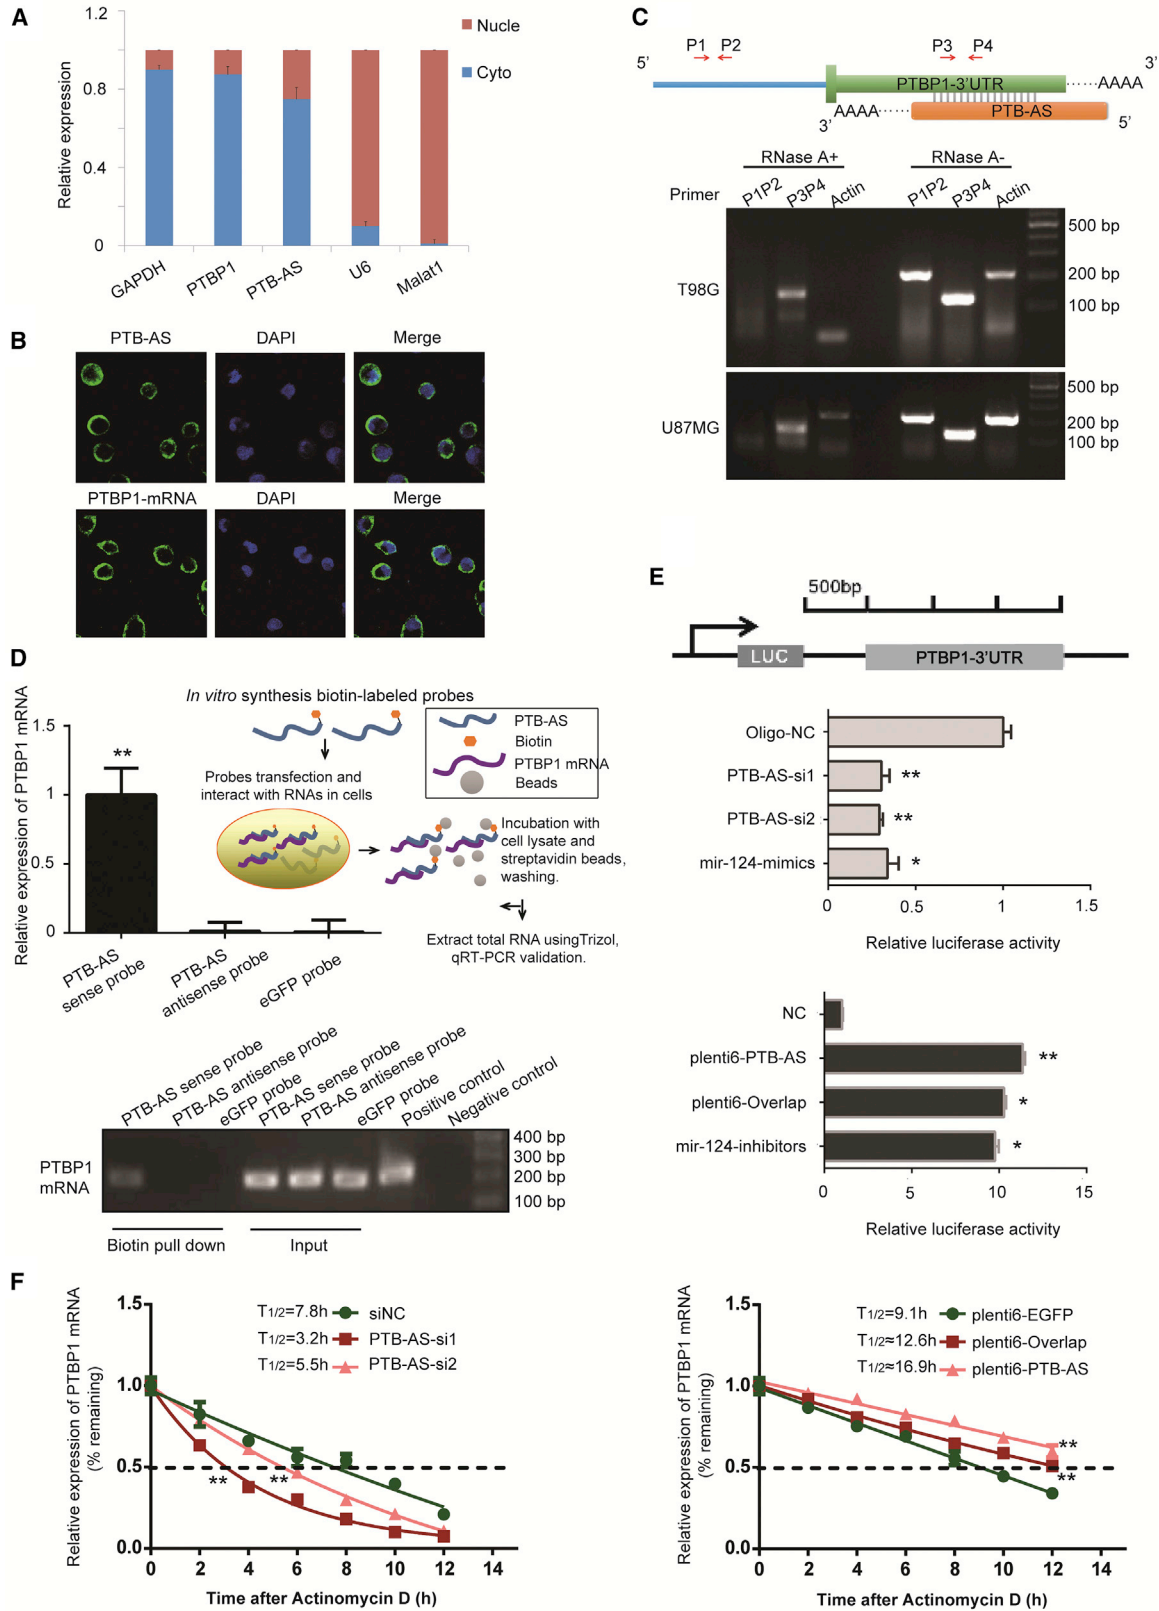 A
Relative expression
1.2
0.8
0.4
0
Nucle
Cyto
GAPDH
PTBP1
PTB-AS
U6
Malat1
B
PTB-AS
DAPI
Merge
PTBP1-mRNA
DAPI
Merge
C
5'
P1
P2
P3
P4
3'
PTBP1-3'UTR
AAAA
3'
AAAA
PTB-AS
5'
RNase A+
RNase A-
Primer
P1P2
P3P4
Actin
P1P2
P3P4
Actin
T98G
500 bp
200 bp
100 bp
U87MG
500 bp
200 bp
100 bp
D
Relative expression of PTBP1 mRNA
1.5
1
0.5
0
**
PTB-AS
sense probe
PTB-AS
antisense probe
eGFP probe
In vitro synthesis biotin-labeled probes
Probes transfection and
interact with RNAs in cells
PTB-AS
Biotin
PTBP1 mRNA
Beads
Incubation with
cell lysate and
streptavidin beads,
washing.
Extract total RNA usingTrizol,
qRT-PCR validation.
PTB-AS sense probe
PTB-AS antisense probe
eGFP probe
PTB-AS sense probe
PTB-AS antisense probe
eGFP probe
Positive control
Negative control
PTBP1
mRNA
400 bp
300 bp
200 bp
100 bp
Biotin pull down
Input
E
500bp
LUC
PTBP1-3'UTR
Oligo-NC
PTB-AS-si1
**
PTB-AS-si2
**
mir-124-mimics
*
0
0.5
1
1.5
Relative luciferase activity
NC
plenti6-PTB-AS
**
plenti6-Overlap
*
mir-124-inhibitors
*
0
5
10
15
Relative luciferase activity
F
Relative expression of PTBP1 mRNA
(% remaining)
1.5
1.0
0.5
0.0
T1/2=7.8h siNC
T1/2=3.2h PTB-AS-si1
T1/2=5.5h PTB-AS-si2
**
**
0 2 4 6 8 10 12 14
Time after Actinomycin D (h)
Relative expression of PTBP1 mRNA
(% remaining)
1.5
1.0
0.5
0.0
T1/2=9.1h plenti6-EGFP
T1/2≈12.6h plenti6-Overlap
T1/2≈16.9h plenti6-PTB-AS
**
**
0 2 4 6 8 10 12 14
Time after Actinomycin D (h)